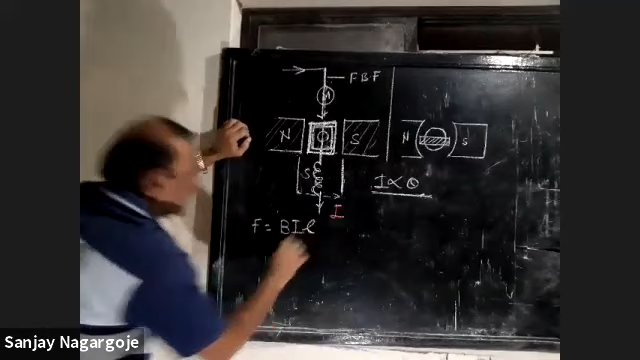 FBF
M
N
S
N
S
S
I ∝ θ
I
F = BIl
Sanjay Nagargoje